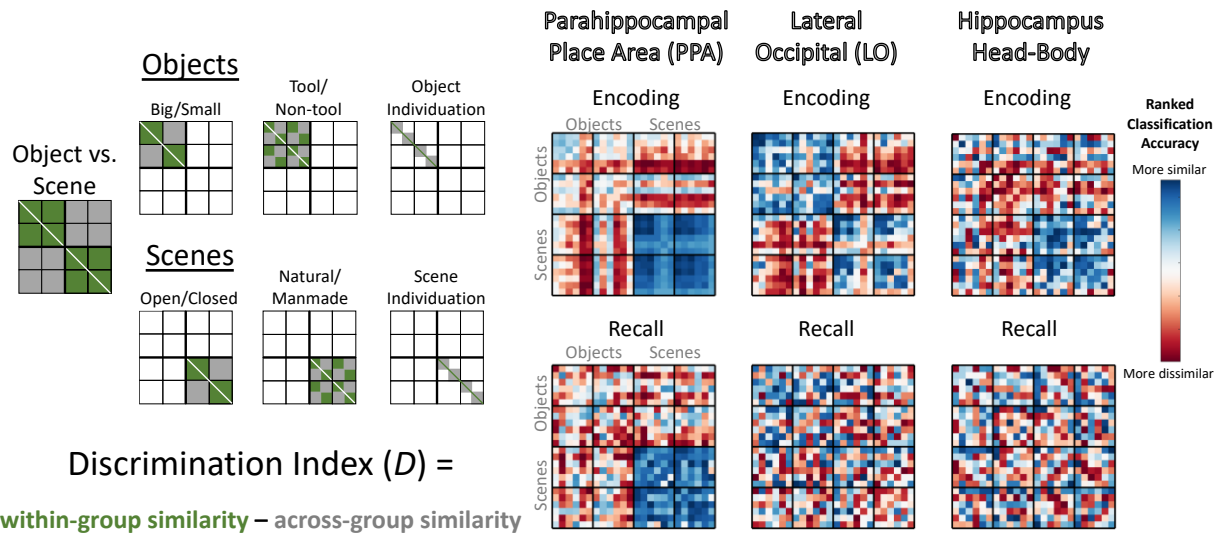 Object vs.
Scene
Objects
Big/Small
Tool/
Non-tool
Object
Individuation
Scenes
Open/Closed
Natural/
Manmade
Scene
Individuation
Discrimination Index (D) =
within-group similarity – across-group similarity
Parahippocampal
Place Area (PPA)
Lateral
Occipital (LO)
Hippocampus
Head-Body
Encoding
Objects
Scenes
Objects
Scenes
Encoding
Encoding
Recall
Objects
Scenes
Objects
Scenes
Recall
Recall
Ranked
Classification
Accuracy
More similar
More dissimilar